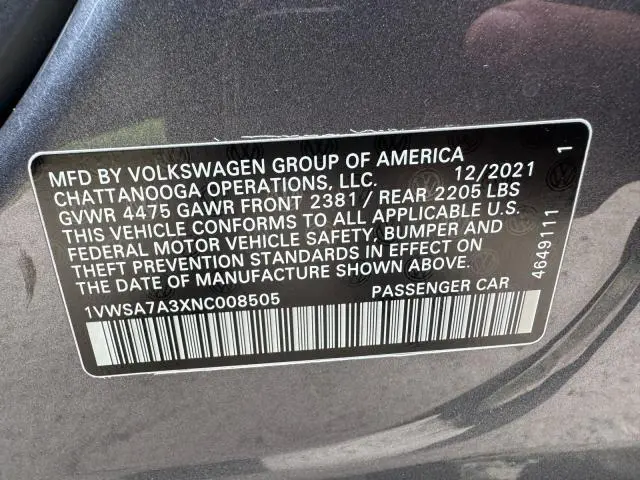 MFD BY VOLKSWAGEN GROUP OF AMERICA
CHATTANOOGA OPERATIONS, LLC. 12/2021
GVWR 4475 GAWR FRONT 2381 / REAR 2205 LBS
THIS VEHICLE CONFORMS TO ALL APPLICABLE U.S.
FEDERAL MOTOR VEHICLE SAFETY, BUMPER AND
THEFT PREVENTION STANDARDS IN EFFECT ON
THE DATE OF MANUFACTURE SHOWN ABOVE.
1VWSA7A3XNC008505 PASSENGER CAR
4649111 1